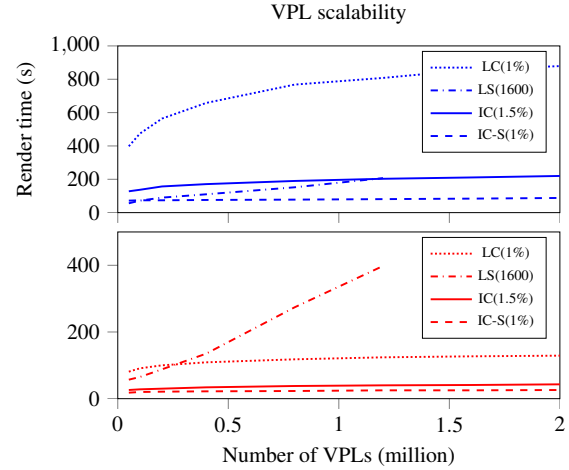 VPL scalability
1,000
800
600
400
200
0
Render time (s)
LC(1%)
LS(1600)
IC(1.5%)
IC-S(1%)
400
200
0
LC(1%)
LS(1600)
IC(1.5%)
IC-S(1%)
0 0.5 1 1.5 2
Number of VPLs (million)